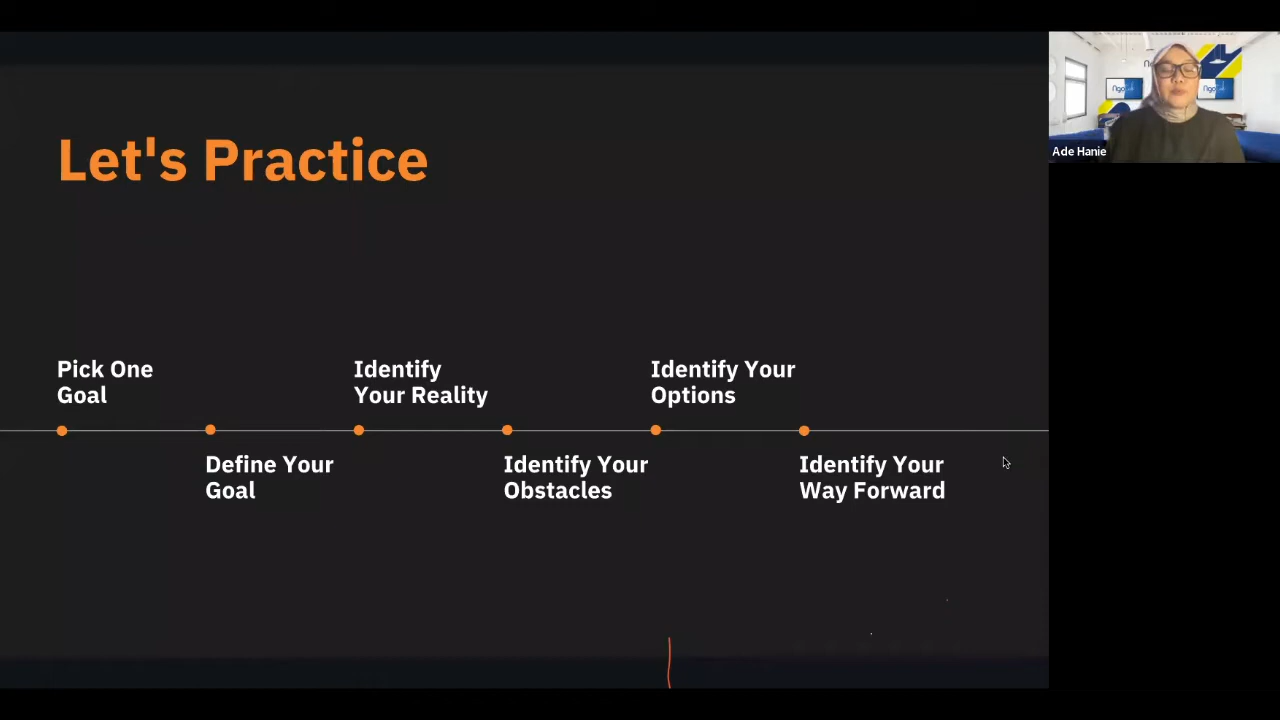 Let's Practice
Pick One
Goal
Define Your
Goal
Identify
Your Reality
Identify Your
Obstacles
Identify Your
Options
Identify Your
Way Forward
Ade Hanie